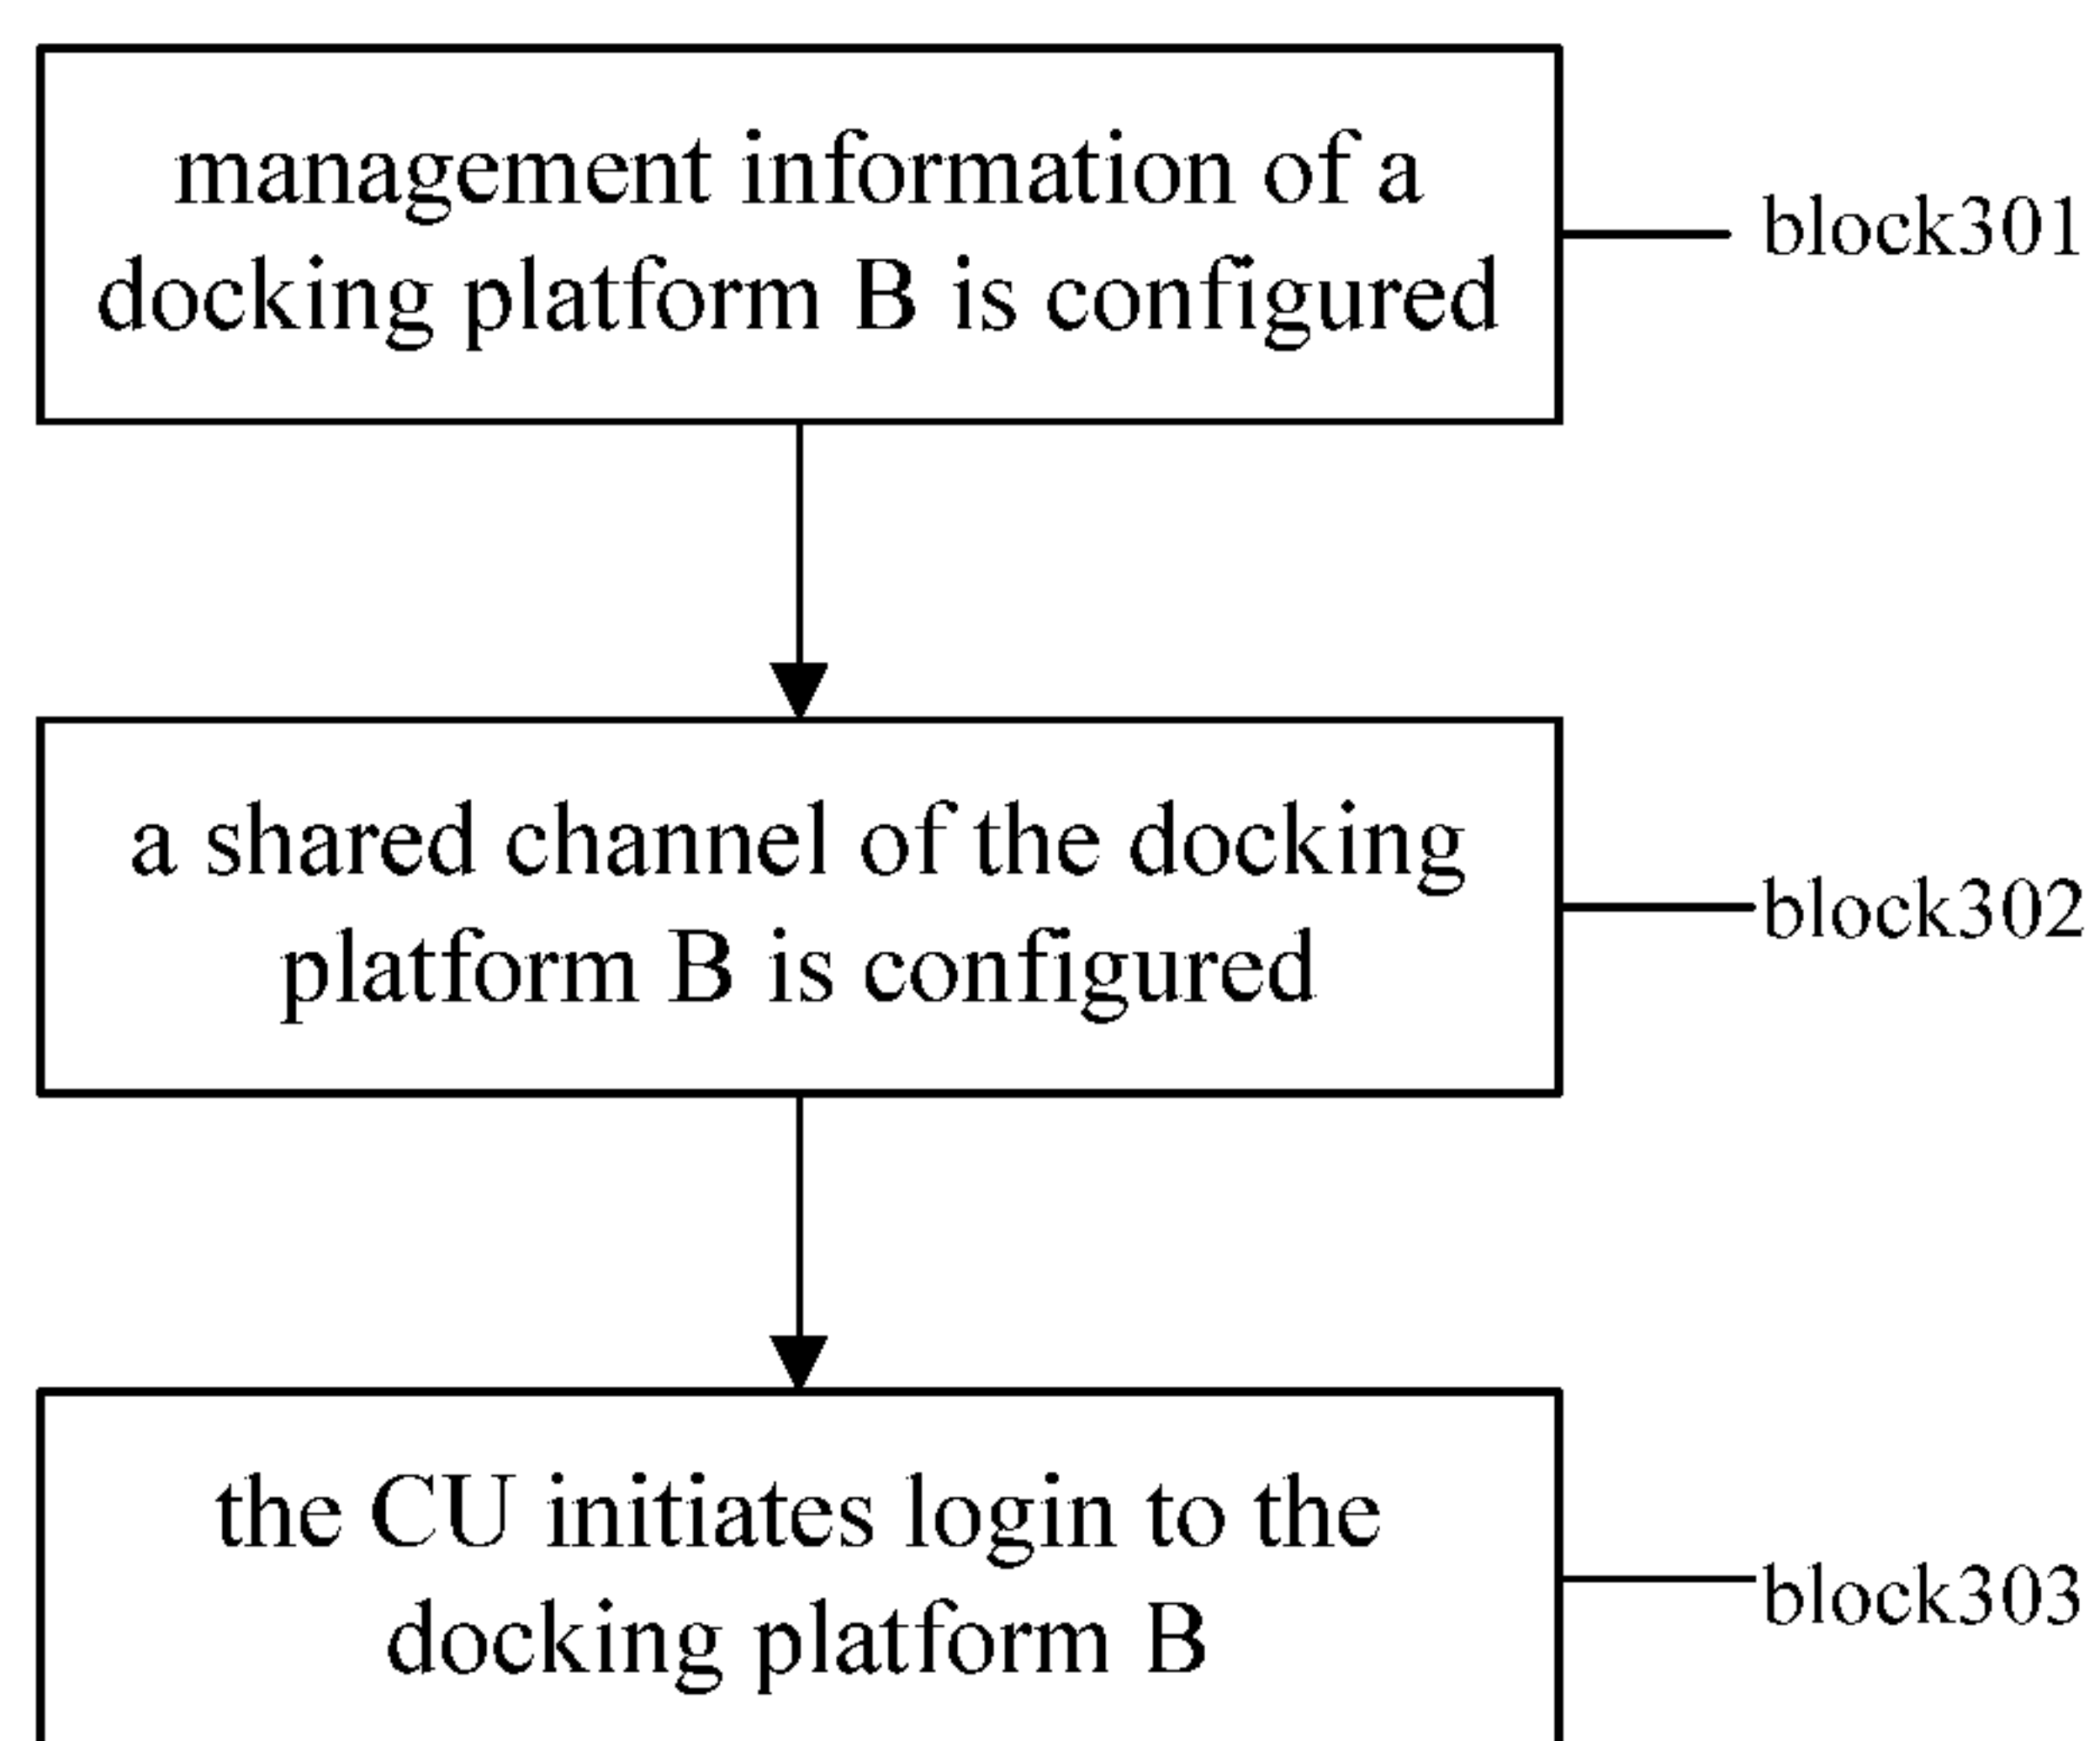 management information of a
docking platform B is configured
block301
a shared channel of the docking
platform B is configured
block302
the CU initiates login to the
docking platform B
block303